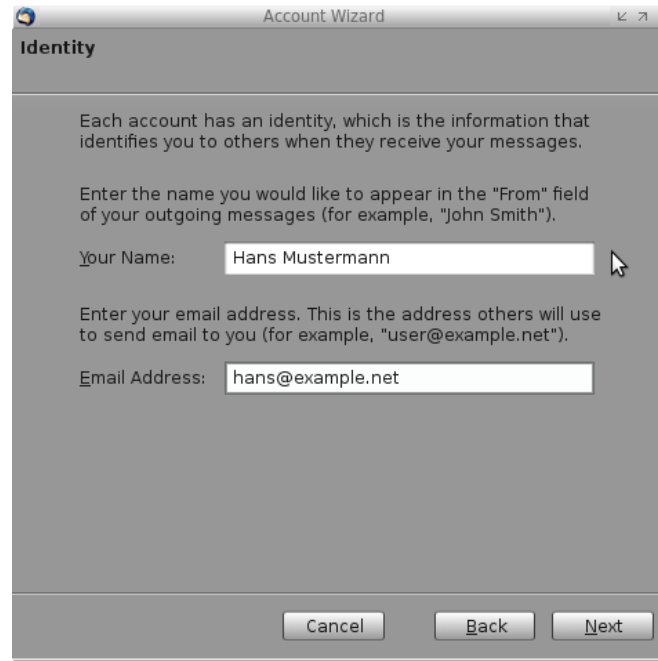 Account Wizard
Identity
Each account has an identity, which is the information that
identifies you to others when they receive your messages.
Enter the name you would like to appear in the "From" field
of your outgoing messages (for example, "John Smith").
Your Name: Hans Mustermann
Enter your email address. This is the address others will use
to send email to you (for example, "user@example.net").
Email Address: hans@example.net
Cancel Back Next